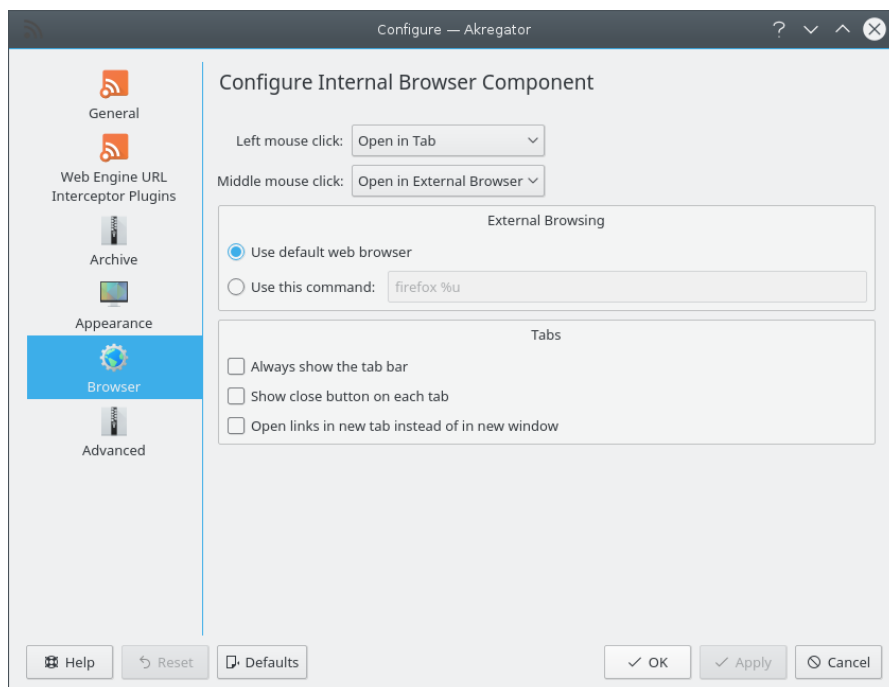 Configure — Akregator
General
Web Engine URL
Interceptor Plugins
Archive
Appearance
Browser
Advanced
Configure Internal Browser Component
Left mouse click: Open in Tab
Middle mouse click: Open in External Browser
External Browsing
Use default web browser
Use this command: firefox %u
Tabs
Always show the tab bar
Show close button on each tab
Open links in new tab instead of in new window
Help Reset Defaults OK Apply Cancel